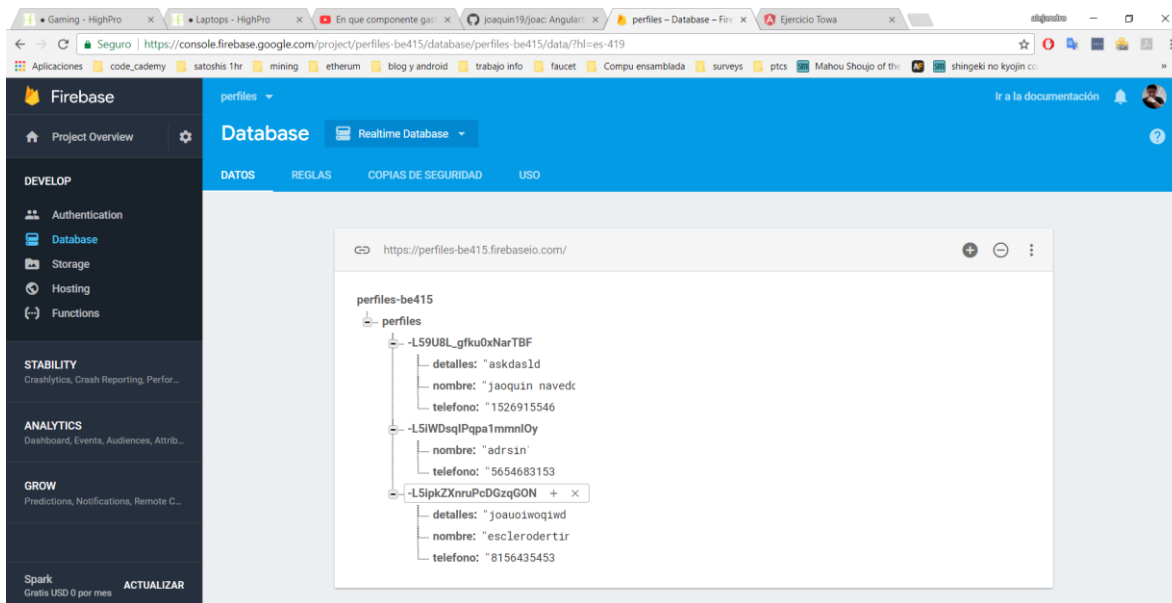 • Gaming - HighPro
• Laptops - HighPro
En que componente gas
joaquin19/joac: Angulart
perfiles – Database – Fire
Ejercicio Towa
alejandro
Seguro | https://console.firebase.google.com/project/perfiles-be415/database/perfiles-be415/data/?hl=es-419
Aplicaciones code_cademy satoshis 1hr mining etherum blog y android trabajo info faucet Compu ensamblada surveys ptcs Mahou Shoujo of the shingeki no kyojin co
Firebase
perfiles
Ir a la documentación
Project Overview
Database
Realtime Database
DATOS REGLAS COPIAS DE SEGURIDAD USO
DEVELOP
Authentication
Database
Storage
Hosting
Functions
STABILITY
Crashlytics, Crash Reporting, Perfor...
ANALYTICS
Dashboard, Events, Audiences, Attrib...
GROW
Predictions, Notifications, Remote C...
Spark
Gratis USD 0 por mes
ACTUALIZAR
https://perfiles-be415.firebaseio.com/
perfiles-be415
perfiles
-L59U8L_gfku0xNarTBF
detalles: "askdasld
nombre: "jaoquin navedo
telefono: "1526915546
-L5iWDsqIPqpa1mmnIOy
nombre: "adrsin"
telefono: "5654683153
-L5ipkZXnruPcDGzqGON
detalles: "joauoiwoqiwd
nombre: "esclerodertir
telefono: "8156435453